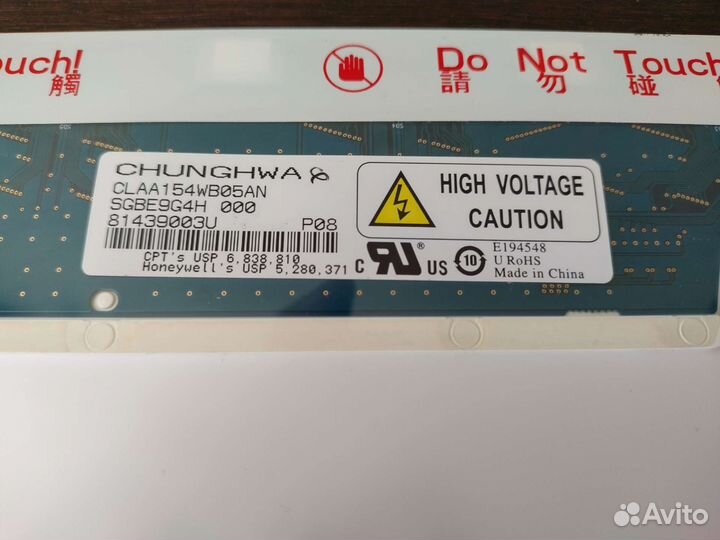 ouch! Do Not Touch
觸 請 勿 碰
CHUNGHWA
CLAA154WB05AN
SGBE9G4H 000
81439003U P08
CPT's USP 6,838,810
Honeywell's USP 5,280,371
HIGH VOLTAGE
CAUTION
C RU ® US 10
E194548
U RoHS
Made in China
Avito